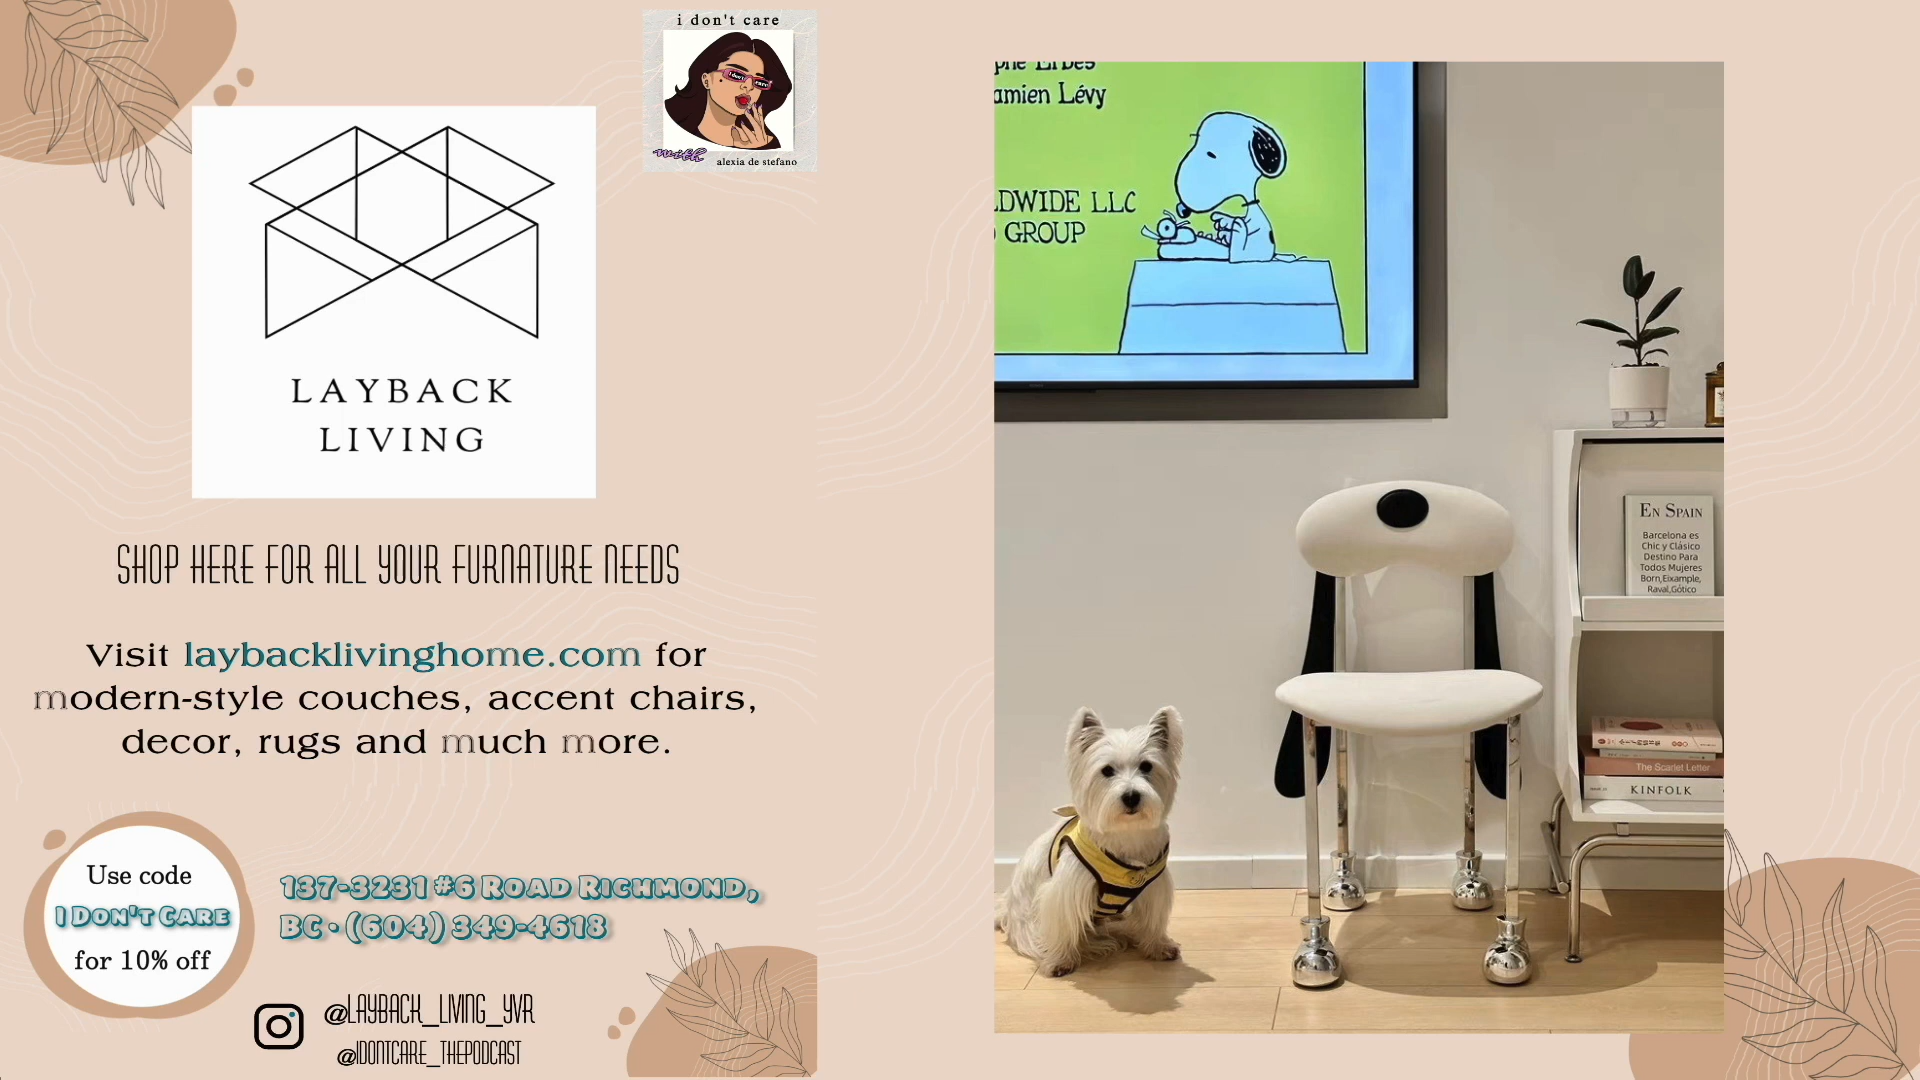 i don't care
I don't care
with
alexia de stefano
LAYBACK
LIVING
SHOP HERE FOR ALL YOUR FURNATURE NEEDS
Visit laybacklivinghome.com for
modern-style couches, accent chairs,
decor, rugs and much more.
Use code
I Don't Care
for 10% off
137-3231 #6 Road Richmond,
BC · (604) 349-4618
@LAYBACK_LIVING_YVR
@IDONTCARE_THEPODCAST
amien Lévy
DWIDE LLC
GROUP
En Spain
Barcelona es
Chic y Clásico
Destino Para
Todos Mujeres
Born,Eixample,
Raval,Gótico
The Scarlet Letter
KINFOLK